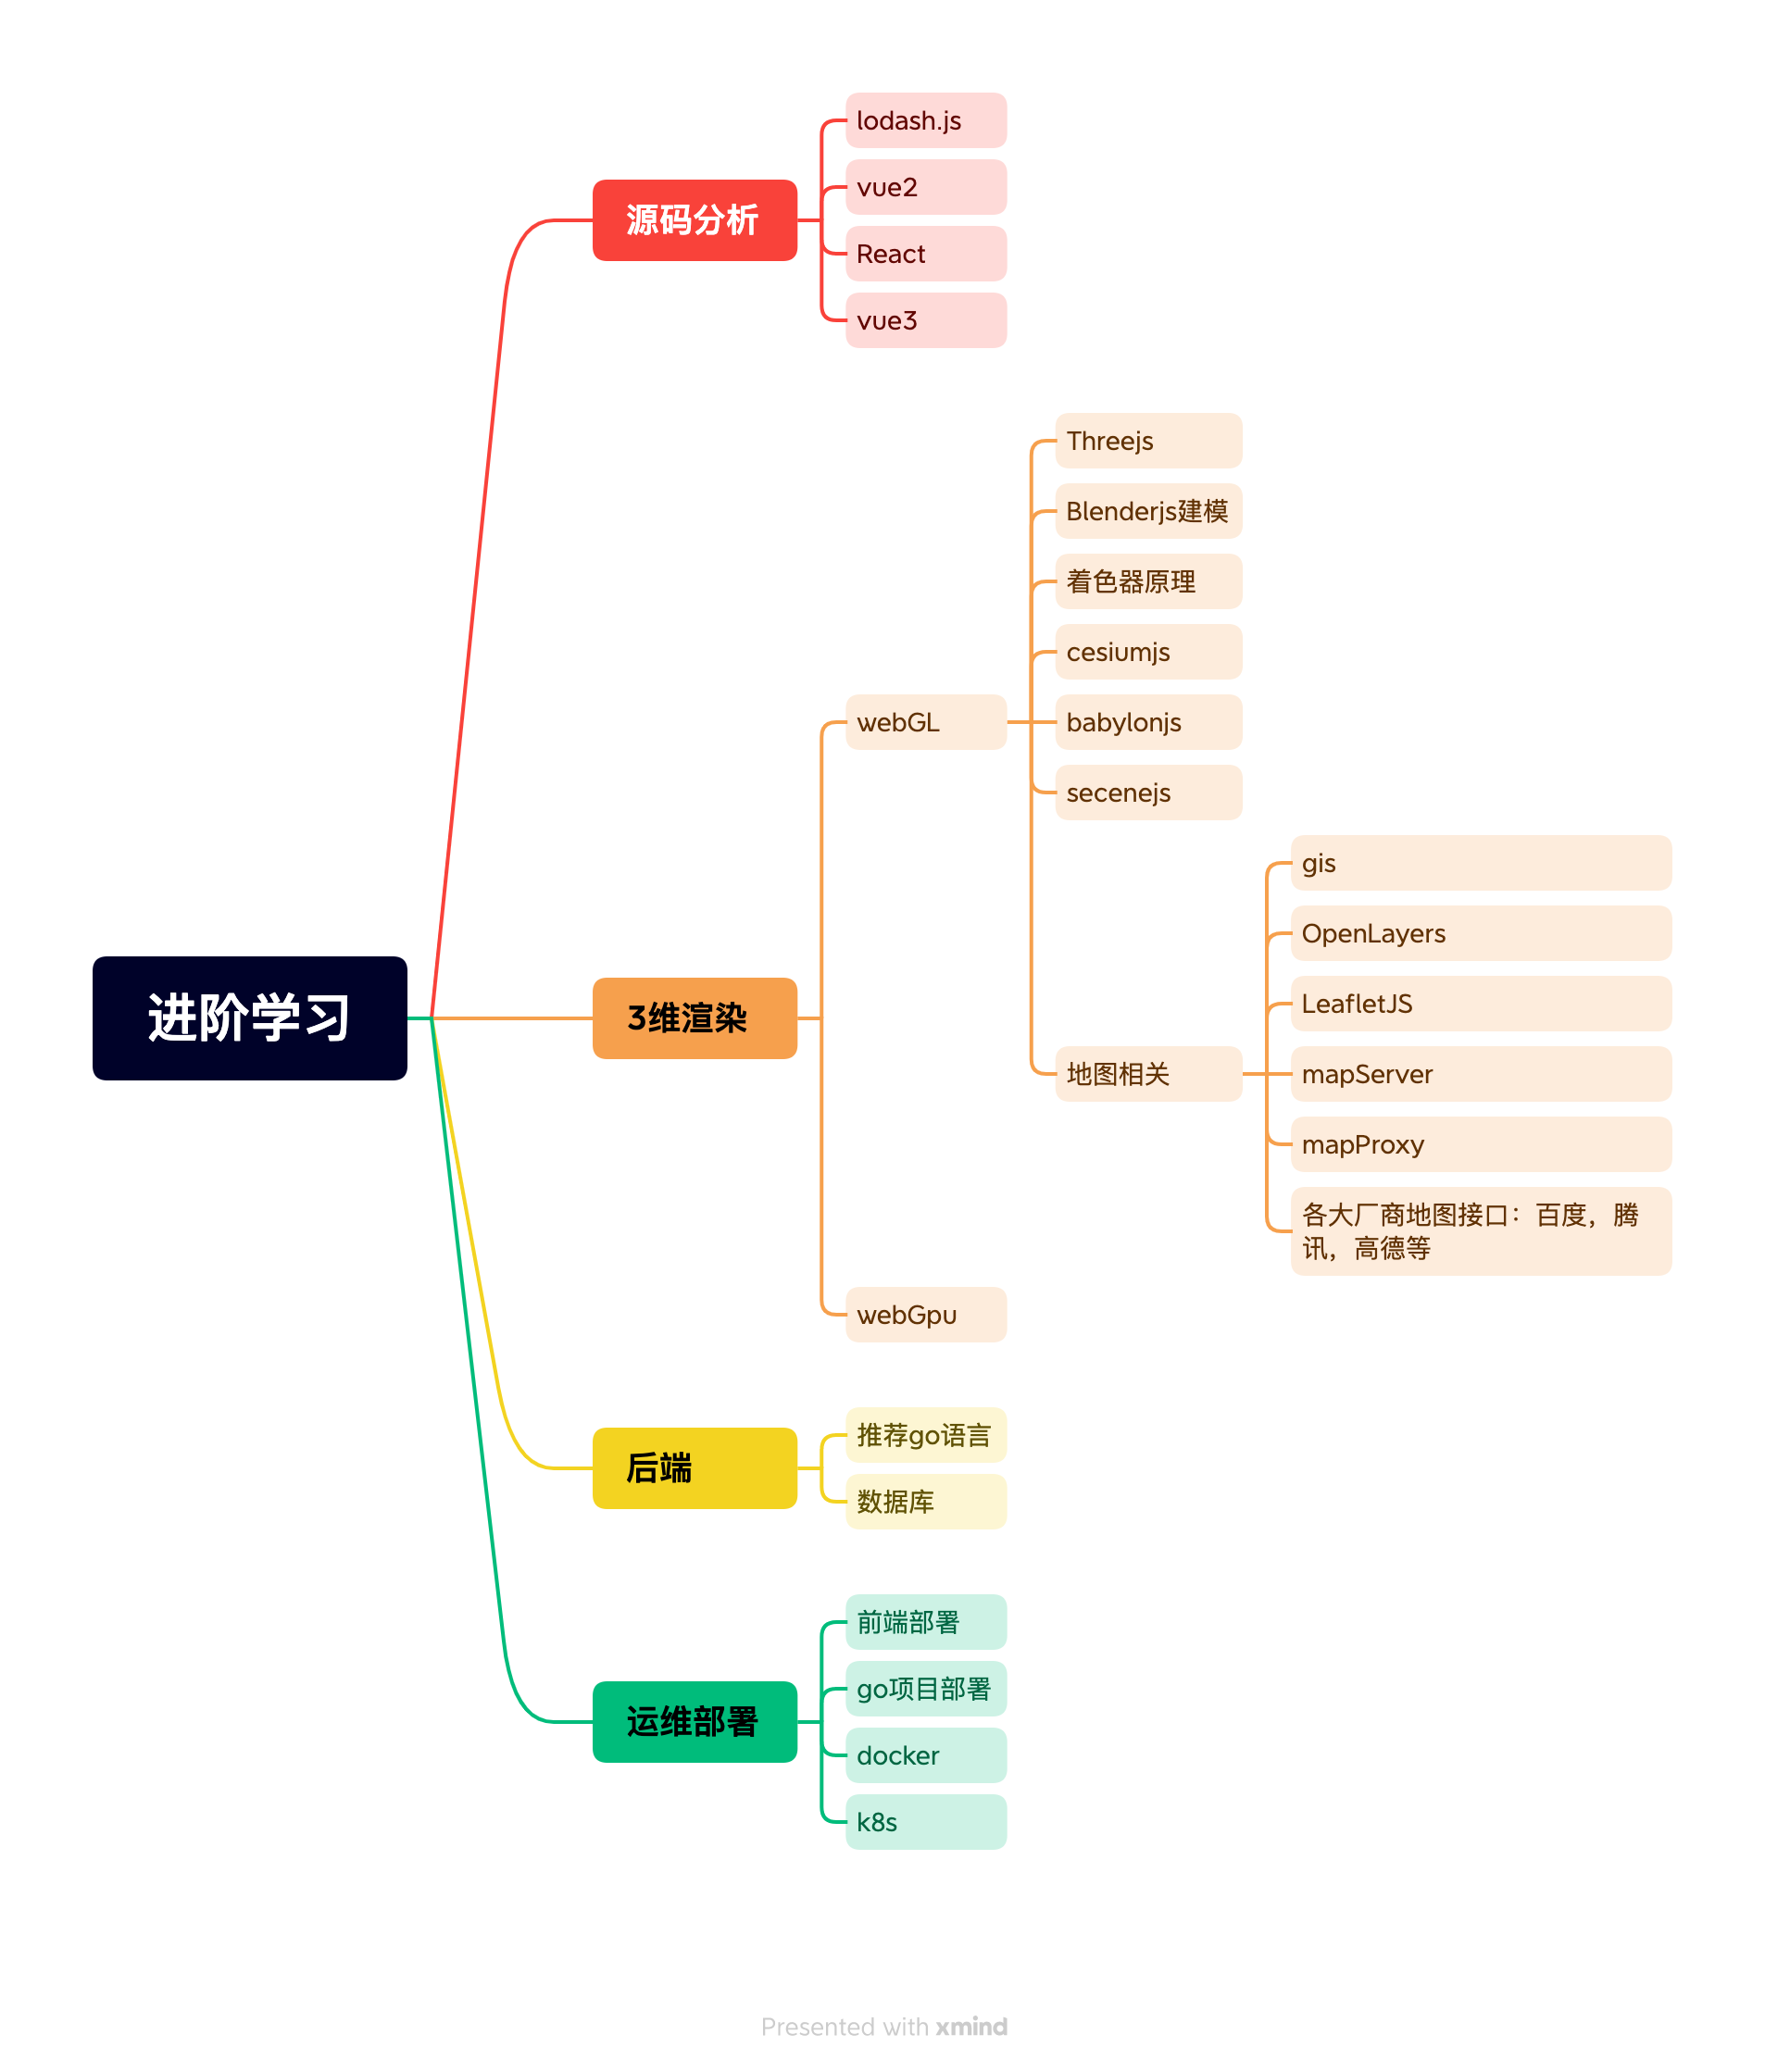 进阶学习
源码分析
lodash.js
vue2
React
vue3
3维渲染
webGL
Threejs
Blenderjs建模
着色器原理
cesiumjs
babylonjs
secenejs
地图相关
gis
OpenLayers
LeafletJS
mapServer
mapProxy
各大厂商地图接口：百度，腾
讯，高德等
webGpu
后端
推荐go语言
数据库
运维部署
前端部署
go项目部署
docker
k8s
Presented with xmind